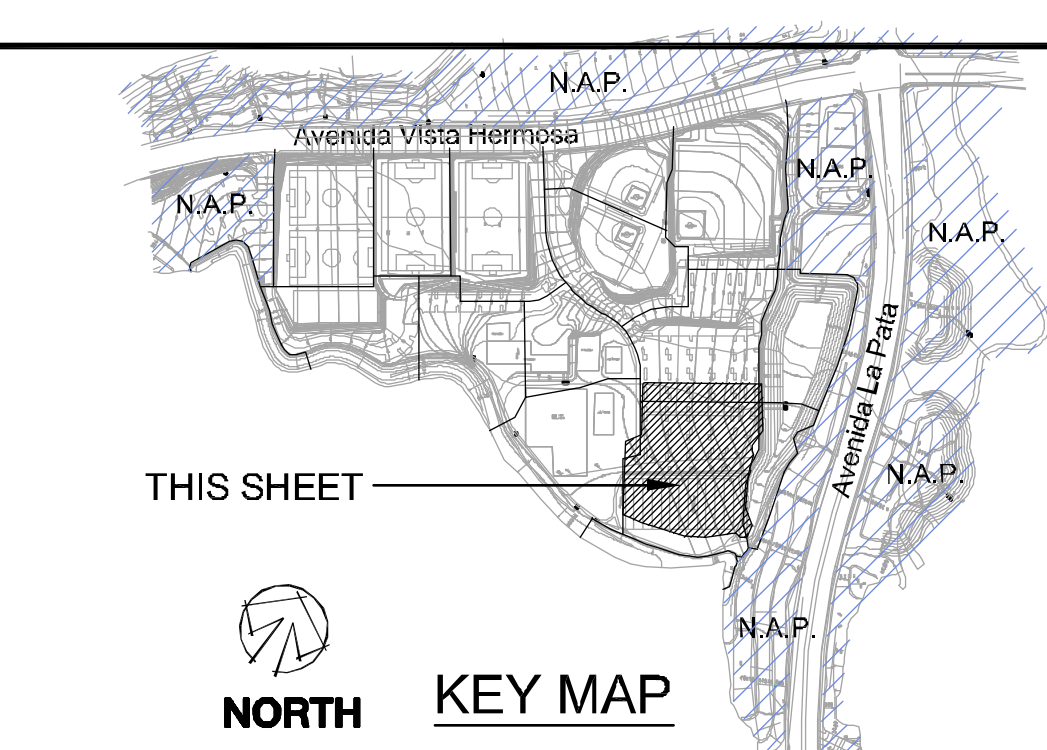 N.A.P.
Avenida Vista Hermosa
N.A.P.
N.A.P.
N.A.P.
Avenida La Pata
N.A.P.
THIS SHEET
N.A.P.
NORTH
KEY MAP